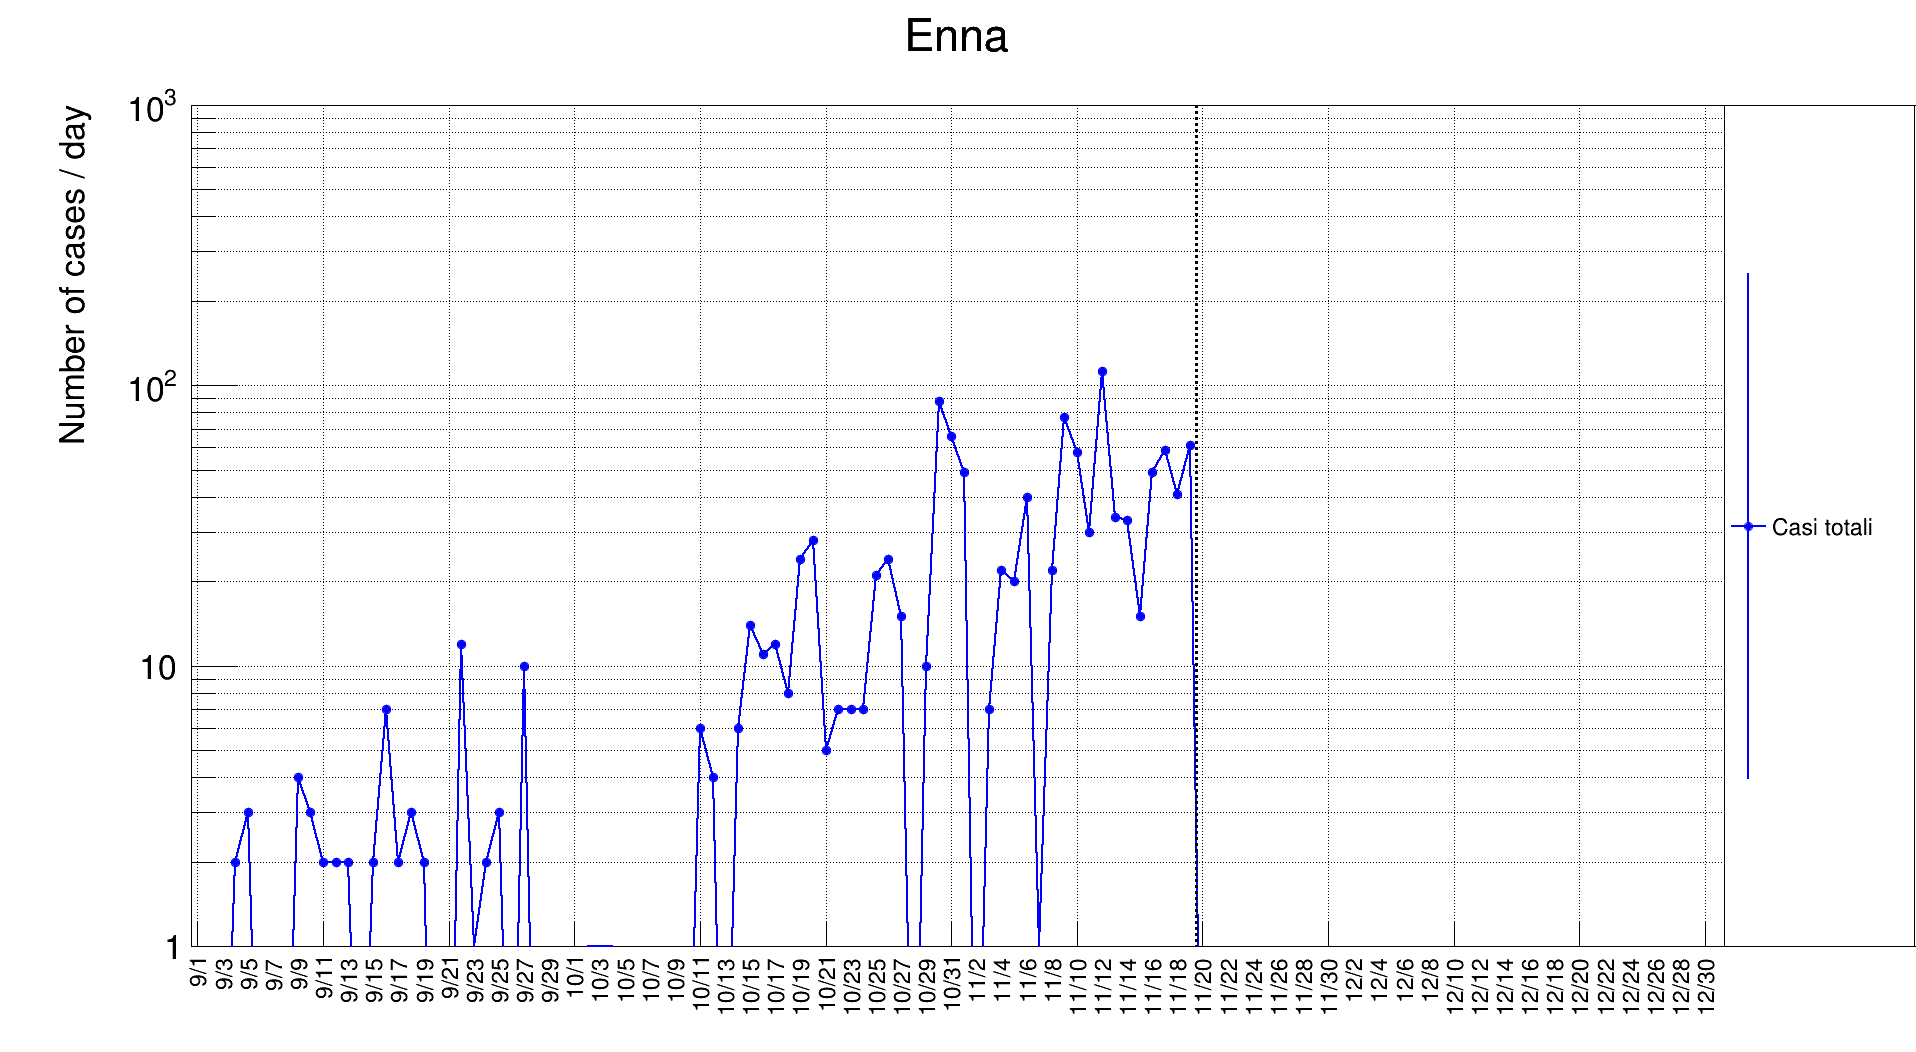 Enna
Number of cases / day
10³
10²
10
1
9/1 9/3 9/5 9/7 9/9 9/11 9/13 9/15 9/17 9/19 9/21 9/23 9/25 9/27 9/29 10/1 10/3 10/5 10/7 10/9 10/11 10/13 10/15 10/17 10/19 10/21 10/23 10/25 10/27 10/29 10/31 11/2 11/4 11/6 11/8 11/10 11/12 11/14 11/16 11/18 11/20 11/22 11/24 11/26 11/28 11/30 12/2 12/4 12/6 12/8 12/10 12/12 12/14 12/16 12/18 12/20 12/22 12/24 12/26 12/28 12/30
Casi totali